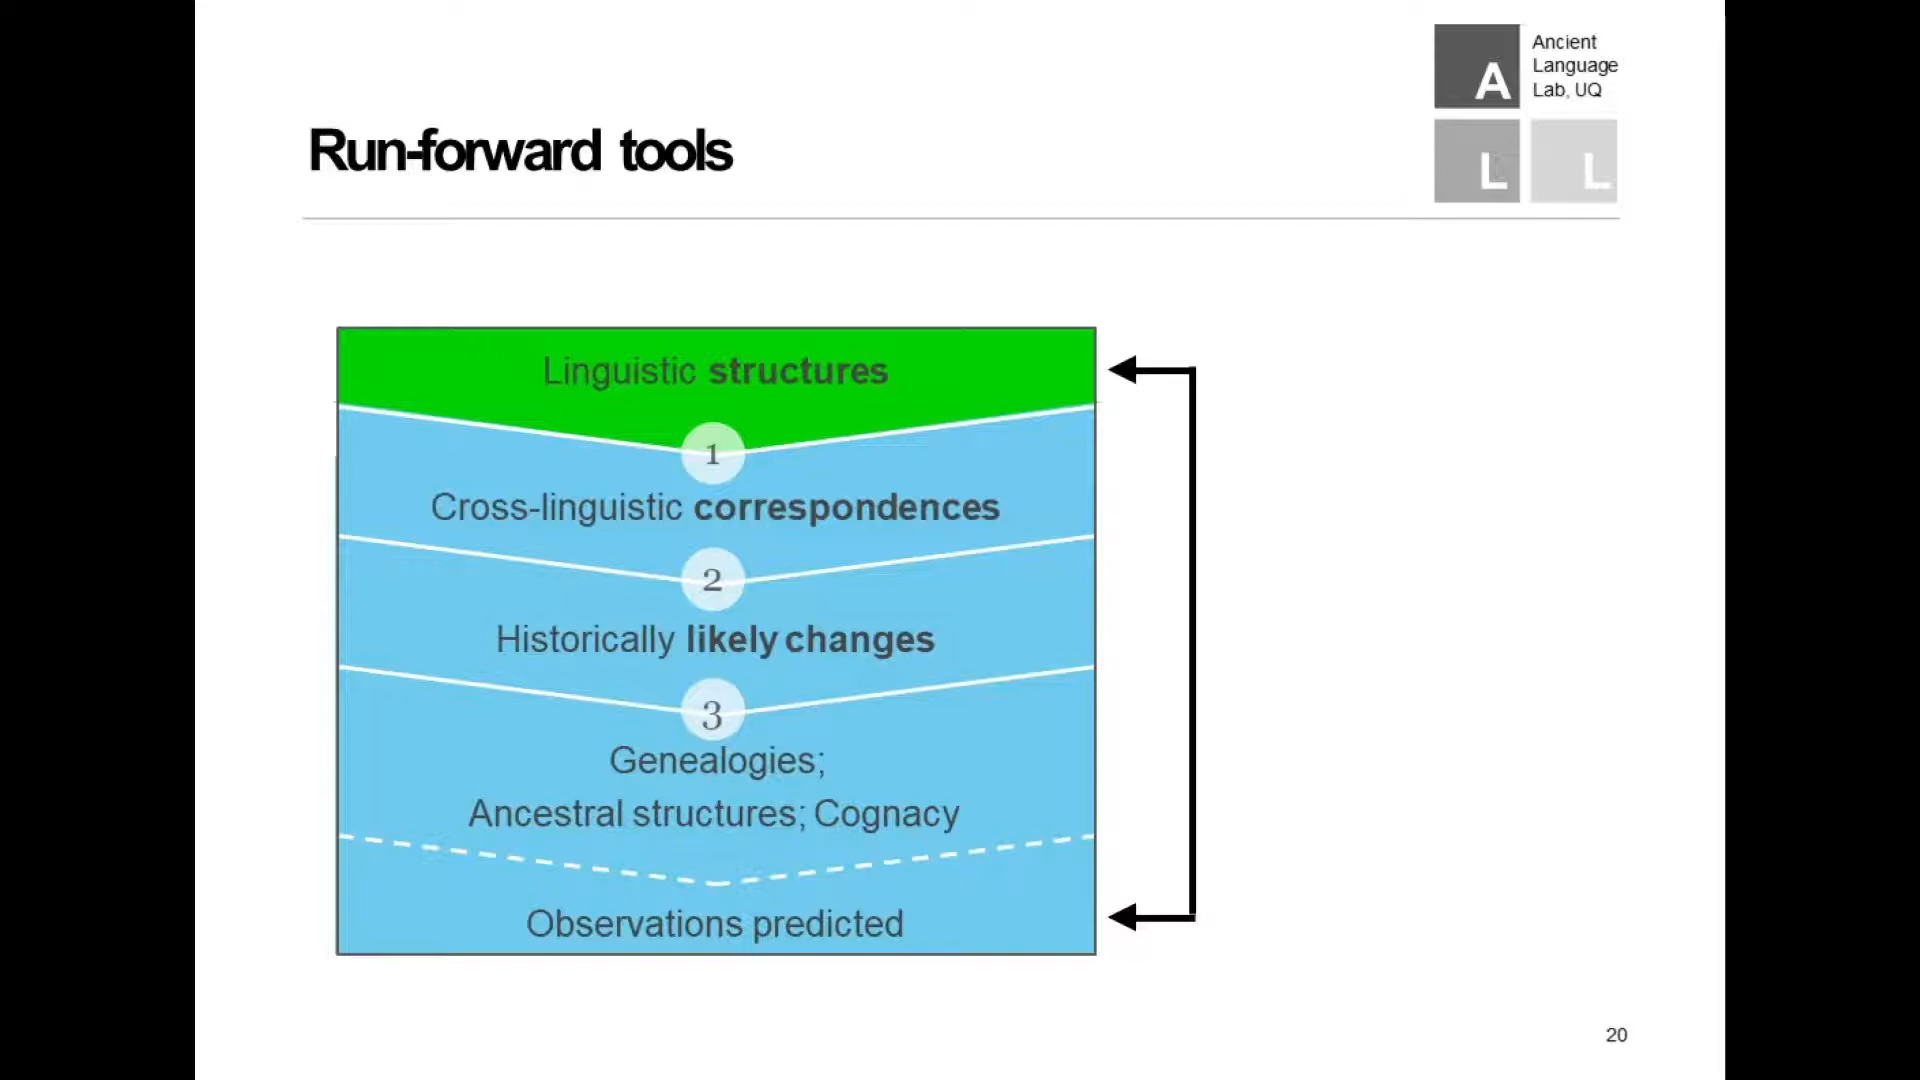 Ancient
Language
Lab, UQ
A
L L
Run-forward tools
Linguistic structures
1
Cross-linguistic correspondences
2
Historically likely changes
3
Genealogies;
Ancestral structures; Cognacy
Observations predicted
20